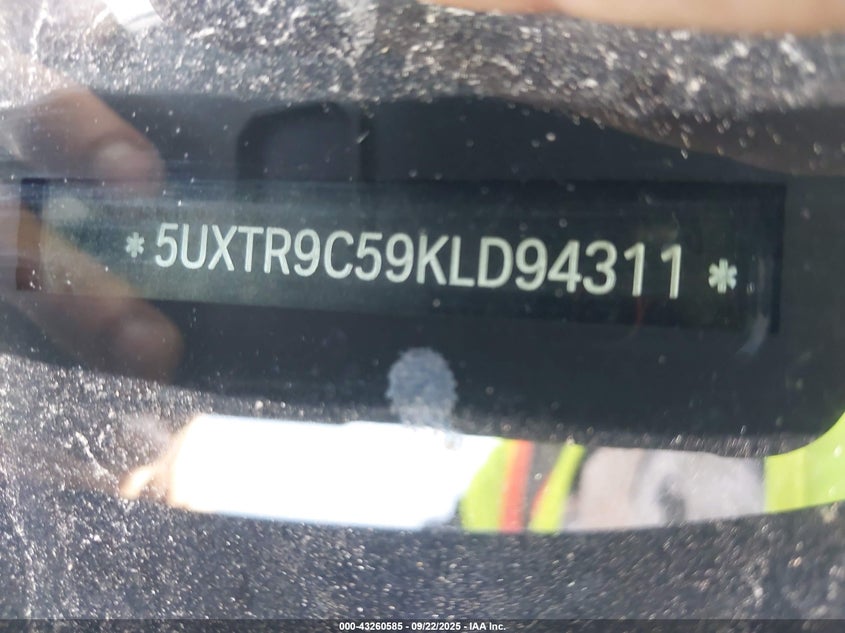 * 5UXTR9C59KLD94311 *
000-43260585 - 09/22/2025 - IAA Inc.